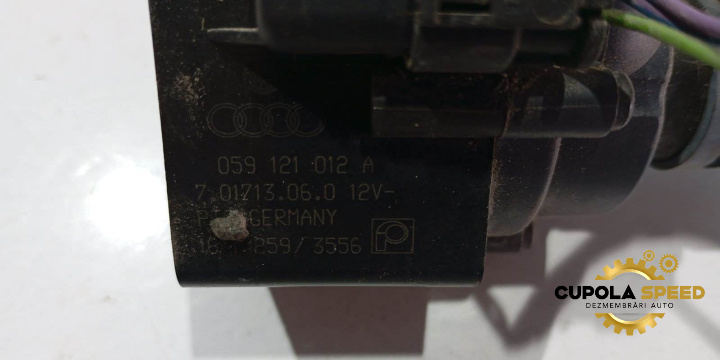 059 121 012 A
7.01713.06.0 12V-
GERMANY
259/3556
CUPOLA SPEED
DEZMEMBRĂRI AUTO